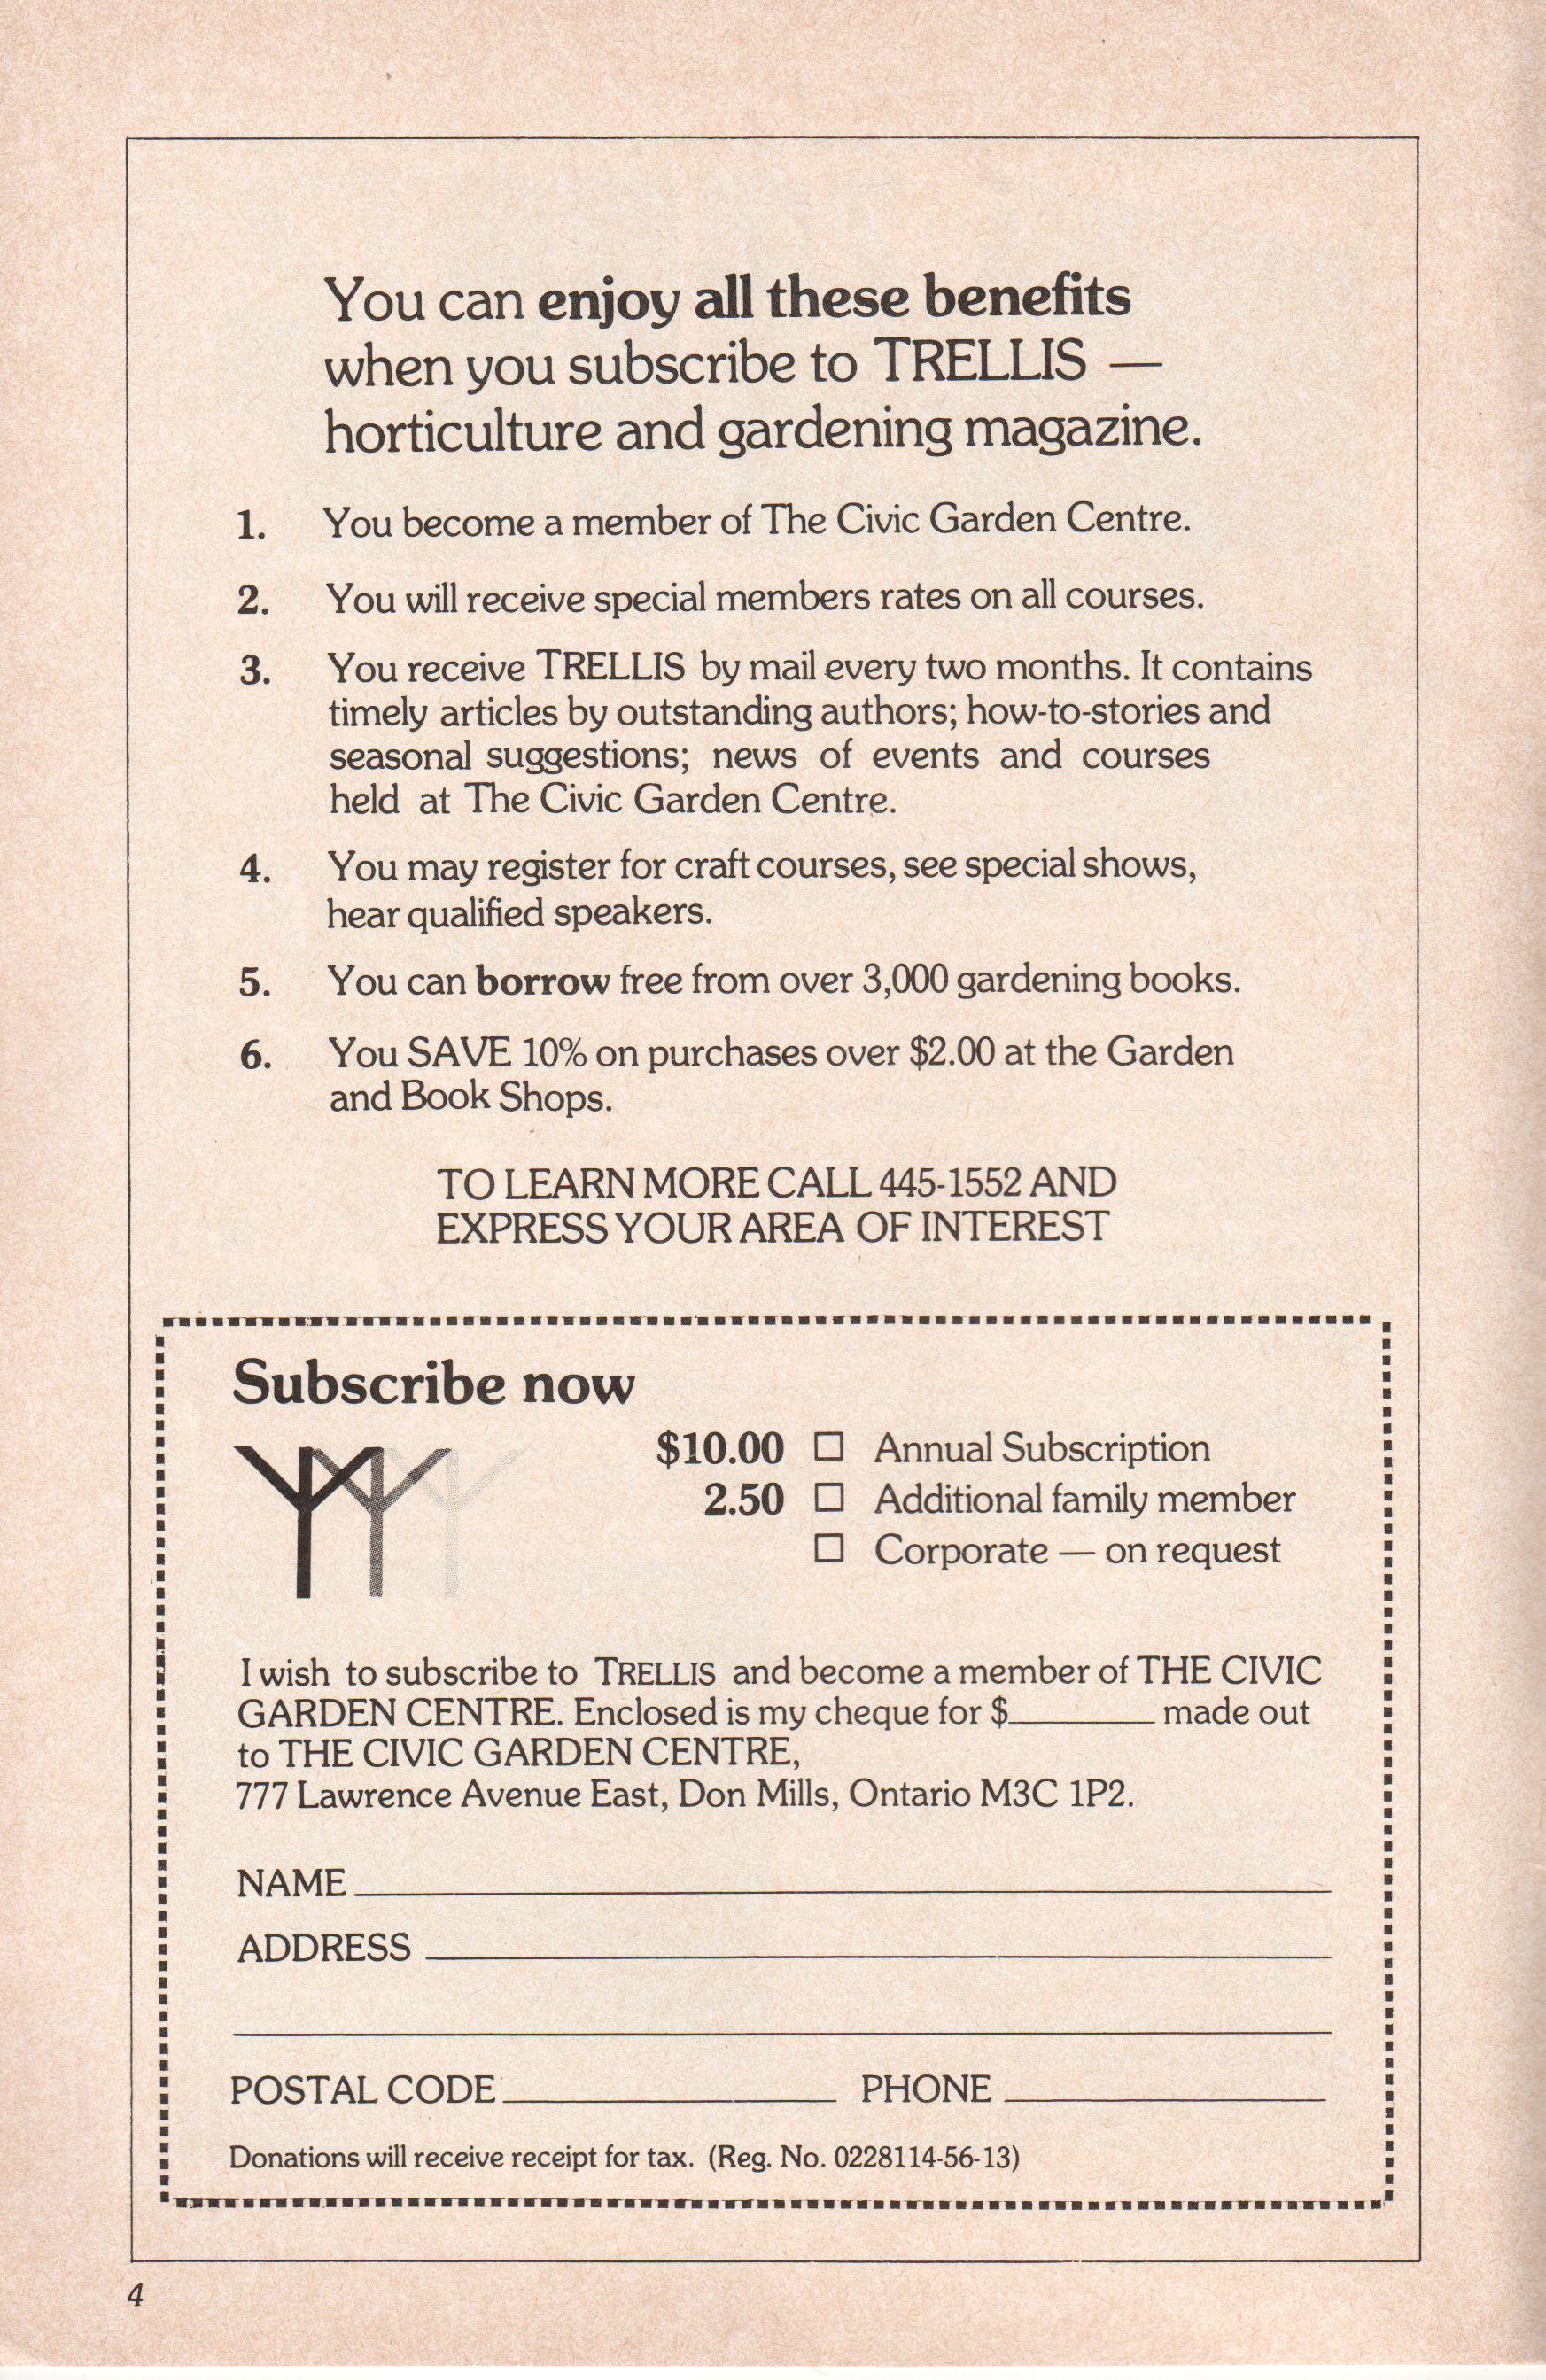 You can enjoy all these benefits
when you subscribe to TRELLIS —
horticulture and gardening magazine.
1. You become a member of The Civic Garden Centre.
2. You will receive special members rates on all courses.
3. You receive TRELLIS by mail every two months. It contains
timely articles by outstanding authors; how-to-stories and
seasonal suggestions; news of events and courses
held at The Civic Garden Centre.
4. You may register for craft courses, see special shows,
hear qualified speakers.
5. You can borrow free from over 3,000 gardening books.
6. You SAVE 10% on purchases over $2.00 at the Garden
and Book Shops.
TO LEARN MORE CALL 445-1552 AND
EXPRESS YOUR AREA OF INTEREST
Subscribe now
$10.00 ☐ Annual Subscription
2.50 ☐ Additional family member
☐ Corporate — on request
I wish to subscribe to TRELLIS and become a member of THE CIVIC
GARDEN CENTRE. Enclosed is my cheque for $________ made out
to THE CIVIC GARDEN CENTRE,
777 Lawrence Avenue East, Don Mills, Ontario M3C 1P2.
NAME
ADDRESS
POSTAL CODE PHONE
Donations will receive receipt for tax. (Reg. No. 0228114-56-13)
4